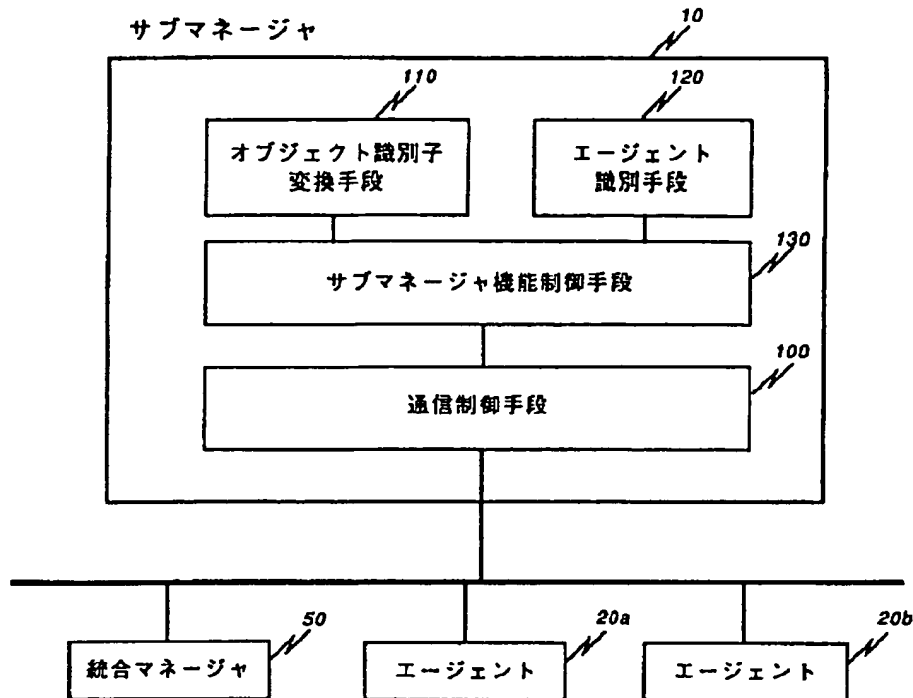 サブマネージャ
10
110
120
オブジェクト識別子
変換手段
エージェント
識別手段
130
サブマネージャ機能制御手段
100
通信制御手段
50
20a
20b
統合マネージャ
エージェント
エージェント